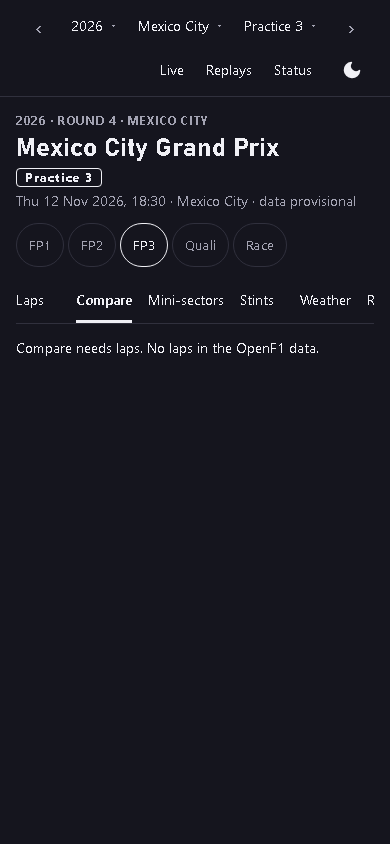 ‹ 2026 Mexico City Practice 3 ›
Live Replays Status
2026 · ROUND 4 · MEXICO CITY
Mexico City Grand Prix
Practice 3
Thu 12 Nov 2026, 18:30 · Mexico City · data provisional
FP1 FP2 FP3 Quali Race
Laps Compare Mini-sectors Stints Weather R
Compare needs laps. No laps in the OpenF1 data.